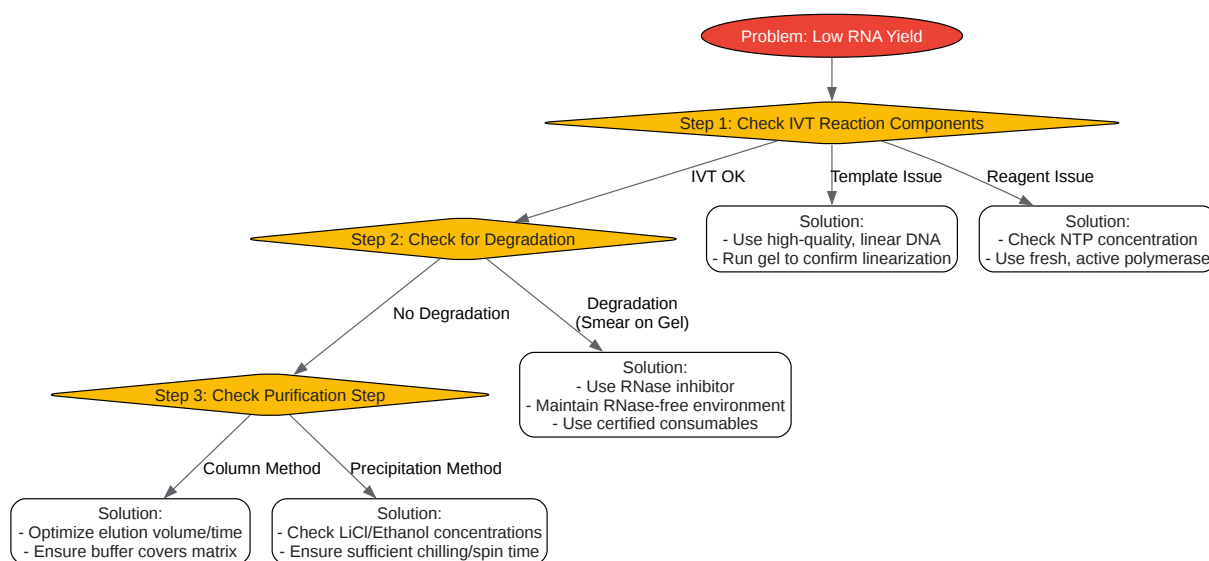 Problem: Low RNA Yield
Step 1: Check IVT Reaction Components
IVT OK
Template Issue
Reagent Issue
Step 2: Check for Degradation
Solution:
- Use high-quality, linear DNA
- Run gel to confirm linearization
Solution:
- Check NTP concentration
- Use fresh, active polymerase
No Degradation
Degradation
(Smear on Gel)
Step 3: Check Purification Step
Solution:
- Use RNase inhibitor
- Maintain RNase-free environment
- Use certified consumables
Column Method
Precipitation Method
Solution:
- Optimize elution volume/time
- Ensure buffer covers matrix
Solution:
- Check LiCl/Ethanol concentrations
- Ensure sufficient chilling/spin time